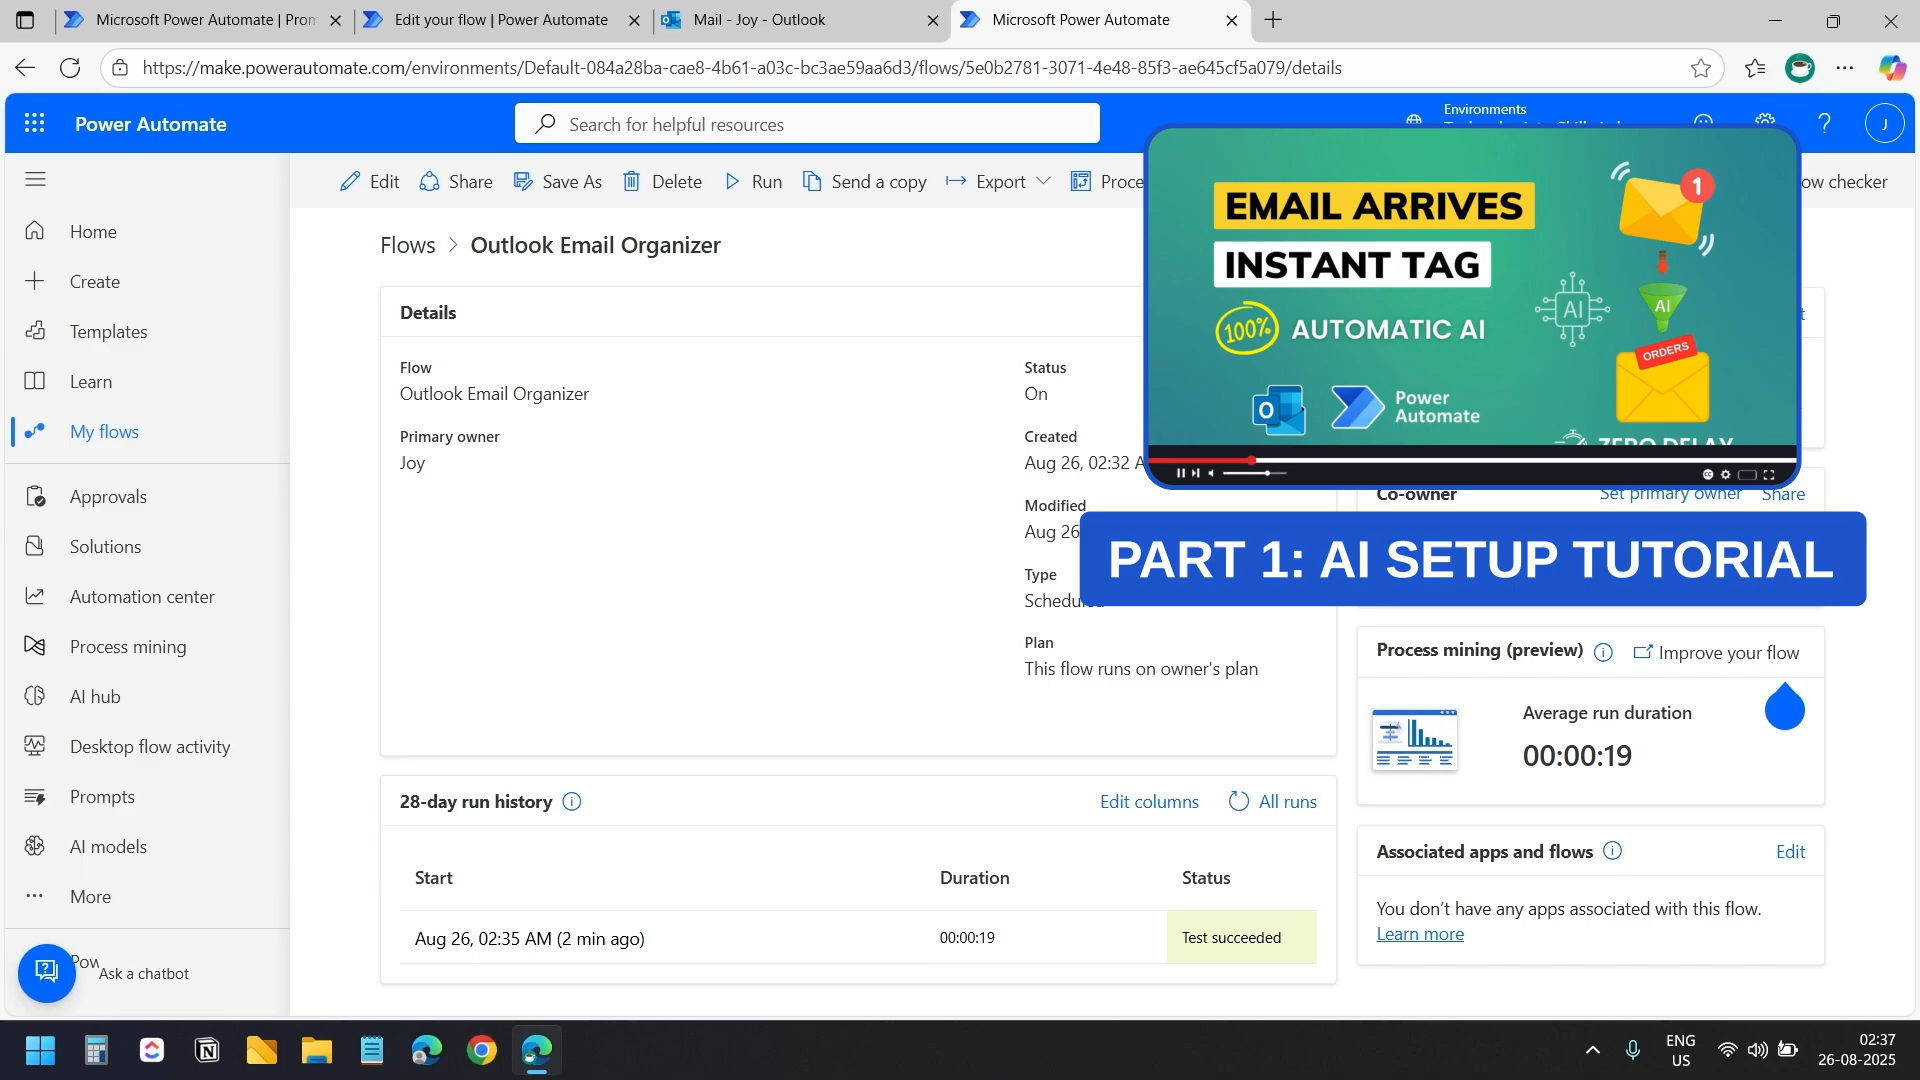 Microsoft Power Automate | Prom
Edit your flow | Power Automate
Mail - Joy - Outlook
Microsoft Power Automate
https://make.powerautomate.com/environments/Default-084a28ba-cae8-4b61-a03c-bc3ae59aa6d3/flows/5e0b2781-3071-4e48-85f3-ae645cf5a079/details
Power Automate
Search for helpful resources
Environments
J
Edit
Share
Save As
Delete
Run
Send a copy
Export
Proce
ow checker
Home
Create
Templates
Learn
My flows
Approvals
Solutions
Automation center
Process mining
AI hub
Desktop flow activity
Prompts
AI models
More
Pow
Ask a chatbot
Flows > Outlook Email Organizer
Details
Flow
Outlook Email Organizer
Primary owner
Joy
Status
On
Created
Aug 26, 02:32 A
Modified
Aug 26
Type
Scheduled
Plan
This flow runs on owner's plan
EMAIL ARRIVES
INSTANT TAG
100% AUTOMATIC AI
1
AI
AI
ORDERS
O
Power
Automate
ZERO DELAY
Co-owner
Set primary owner
Share
PART 1: AI SETUP TUTORIAL
Process mining (preview)
Improve your flow
Average run duration
00:00:19
28-day run history
Edit columns
All runs
Start
Duration
Status
Aug 26, 02:35 AM (2 min ago)
00:00:19
Test succeeded
Associated apps and flows
Edit
You don't have any apps associated with this flow.
Learn more
ENG
US
02:37
26-08-2025